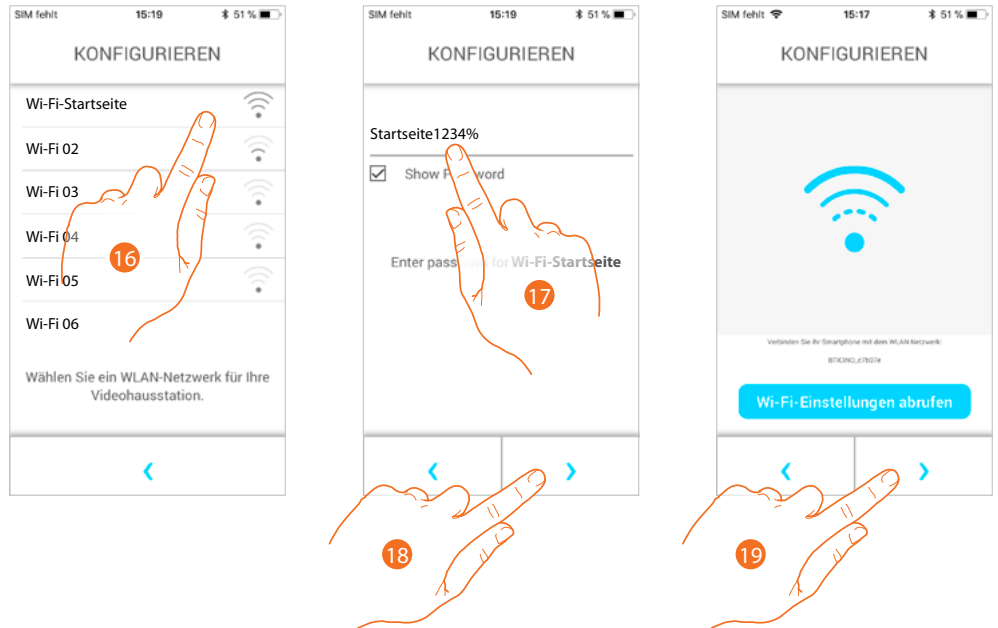 SIM fehlt 15:19 51 %
KONFIGURIEREN
Wi-Fi-Startseite
Wi-Fi 02
Wi-Fi 03
Wi-Fi 04
Wi-Fi 05
Wi-Fi 06
16
Wählen Sie ein WLAN-Netzwerk für Ihre
Videohausstation.
SIM fehlt 15:19 51 %
KONFIGURIEREN
Startseite1234%
Show Password
Enter password for Wi-Fi-Startseite
17
18
SIM fehlt 15:17 51 %
KONFIGURIEREN
Verbinden Sie ihr Smartphone mit dem WLAN-Netzwerk:
BTICINO_c7b07e
Wi-Fi-Einstellungen abrufen
19